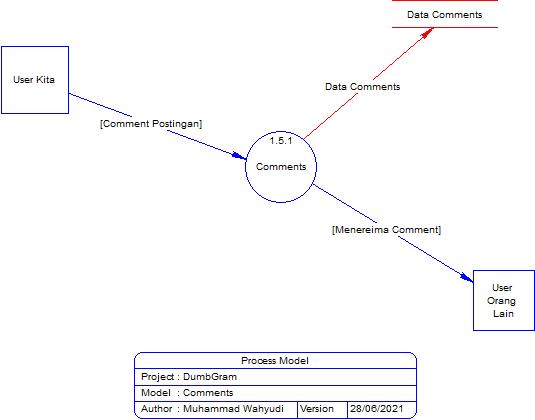 Data Comments
User Kita
Data Comments
[Comment Postingan]
1.5.1
Comments
[Menereima Comment]
User
Orang
Lain
Process Model
Project : DumbGram
Model : Comments
Author : Muhammad Wahyudi Version 28/06/2021